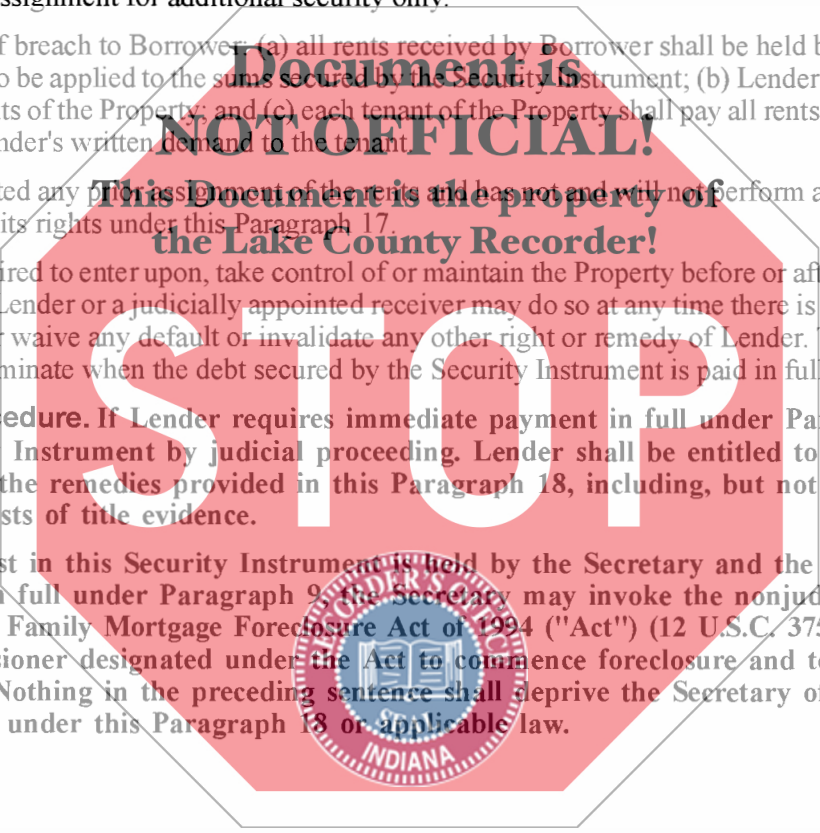 ssignment for additional security only.
f breach to Borrower: (a) all rents received by Borrower shall be held b
o be applied to the sums secured by the Security Instrument; (b) Lender
ts of the Property; and (c) each tenant of the Property shall pay all rents
nder's written demand to the tenant.
ted any prior assignment of the rents and has not and will not perform a
its rights under this Paragraph 17.
ired to enter upon, take control of or maintain the Property before or af
Lender or a judicially appointed receiver may do so at any time there is
r waive any default or invalidate any other right or remedy of Lender.
minate when the debt secured by the Security Instrument is paid in full
cedure. If Lender requires immediate payment in full under Pa
Instrument by judicial proceeding. Lender shall be entitled to
the remedies provided in this Paragraph 18, including, but not
sts of title evidence.
st in this Security Instrument is held by the Secretary and the
n full under Paragraph 9, the Secretary may invoke the nonjud
Family Mortgage Foreclosure Act of 1994 ("Act") (12 U.S.C. 375
sioner designated under the Act to commence foreclosure and to
Nothing in the preceding sentence shall deprive the Secretary of
under this Paragraph 18 or applicable law.
Document is
NOT OFFICIAL!
This Document is the property of
the Lake County Recorder!
STOP
RECORDER'S OFFICE
SEAL
INDIANA